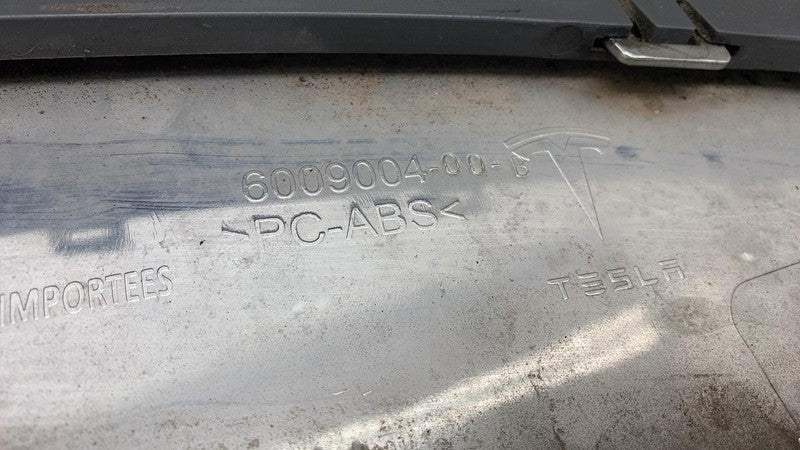 6009004-00-B
>PC-ABS<
IMPORTEES
TESLA